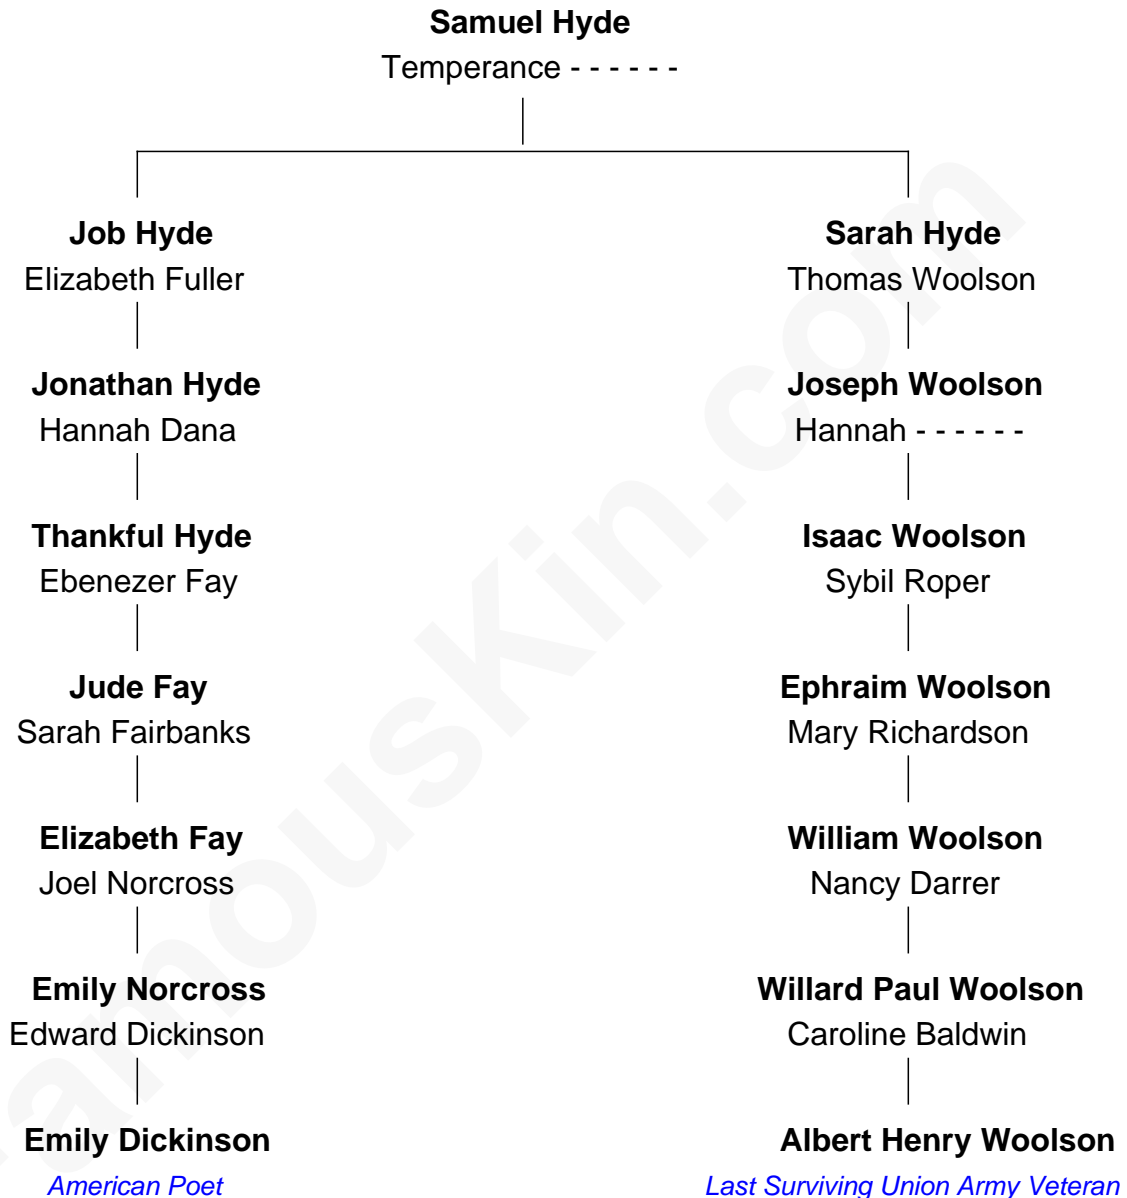 Samuel Hyde
Temperance - - - - - -
Job Hyde
Elizabeth Fuller
Sarah Hyde
Thomas Woolson
Jonathan Hyde
Hannah Dana
Joseph Woolson
Hannah - - - - - -
Thankful Hyde
Ebenezer Fay
Isaac Woolson
Sybil Roper
Jude Fay
Sarah Fairbanks
Ephraim Woolson
Mary Richardson
Elizabeth Fay
Joel Norcross
William Woolson
Nancy Darrer
Emily Norcross
Edward Dickinson
Willard Paul Woolson
Caroline Baldwin
Emily Dickinson
American Poet
Albert Henry Woolson
Last Surviving Union Army Veteran
amousKin.com